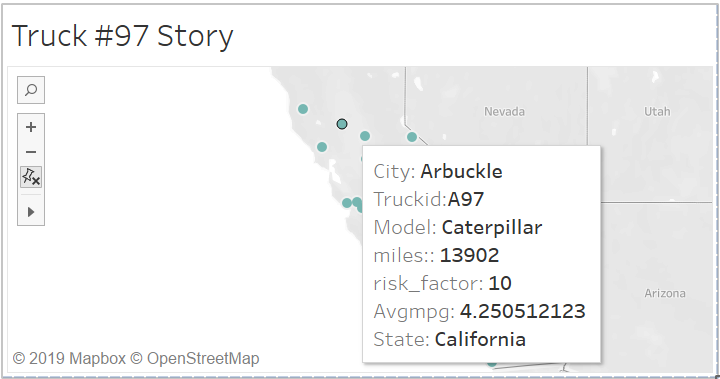 Truck #97 Story
Nevada
Utah
City: Arbuckle
Truckid:A97
Model: Caterpillar
miles:: 13902
risk_factor: 10
Avgmpg: 4.250512123
State: California
Arizona
© 2019 Mapbox © OpenStreetMap